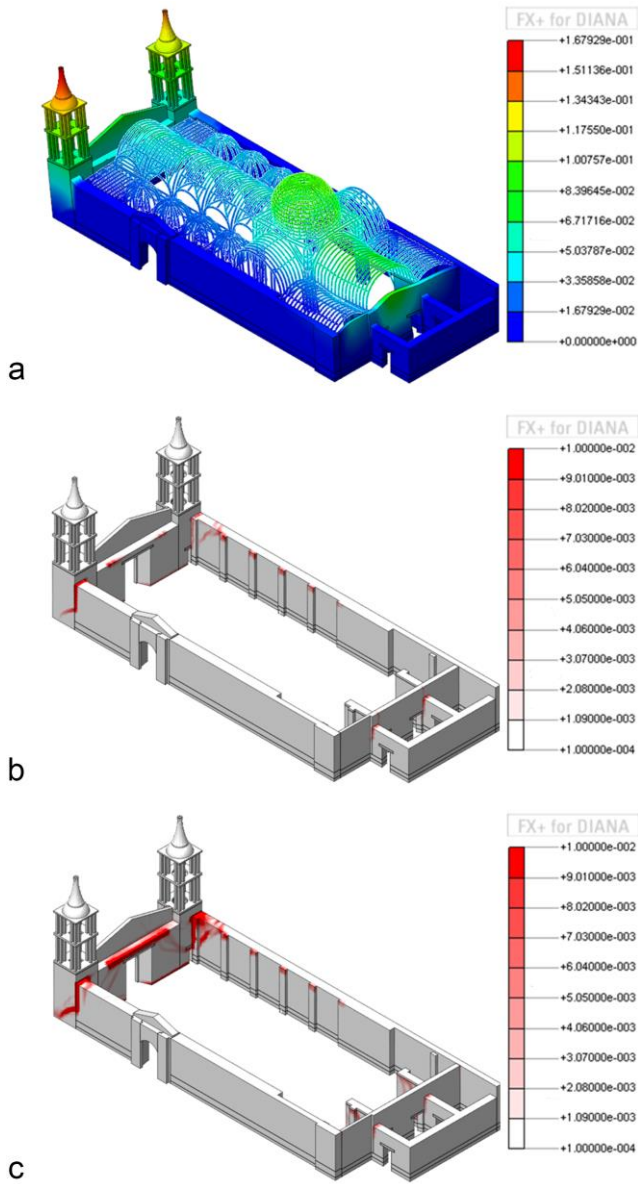 FX+ for DIANA
+1.67929e-001
+1.51136e-001
+1.34343e-001
+1.17550e-001
+1.00757e-001
+8.39645e-002
+6.71716e-002
+5.03787e-002
+3.35858e-002
+1.67929e-002
+0.00000e+000
a
FX+ for DIANA
+1.00000e-002
+9.01000e-003
+8.02000e-003
+7.03000e-003
+6.04000e-003
+5.05000e-003
+4.06000e-003
+3.07000e-003
+2.08000e-003
+1.09000e-003
+1.00000e-004
b
FX+ for DIANA
+1.00000e-002
+9.01000e-003
+8.02000e-003
+7.03000e-003
+6.04000e-003
+5.05000e-003
+4.06000e-003
+3.07000e-003
+2.08000e-003
+1.09000e-003
+1.00000e-004
c